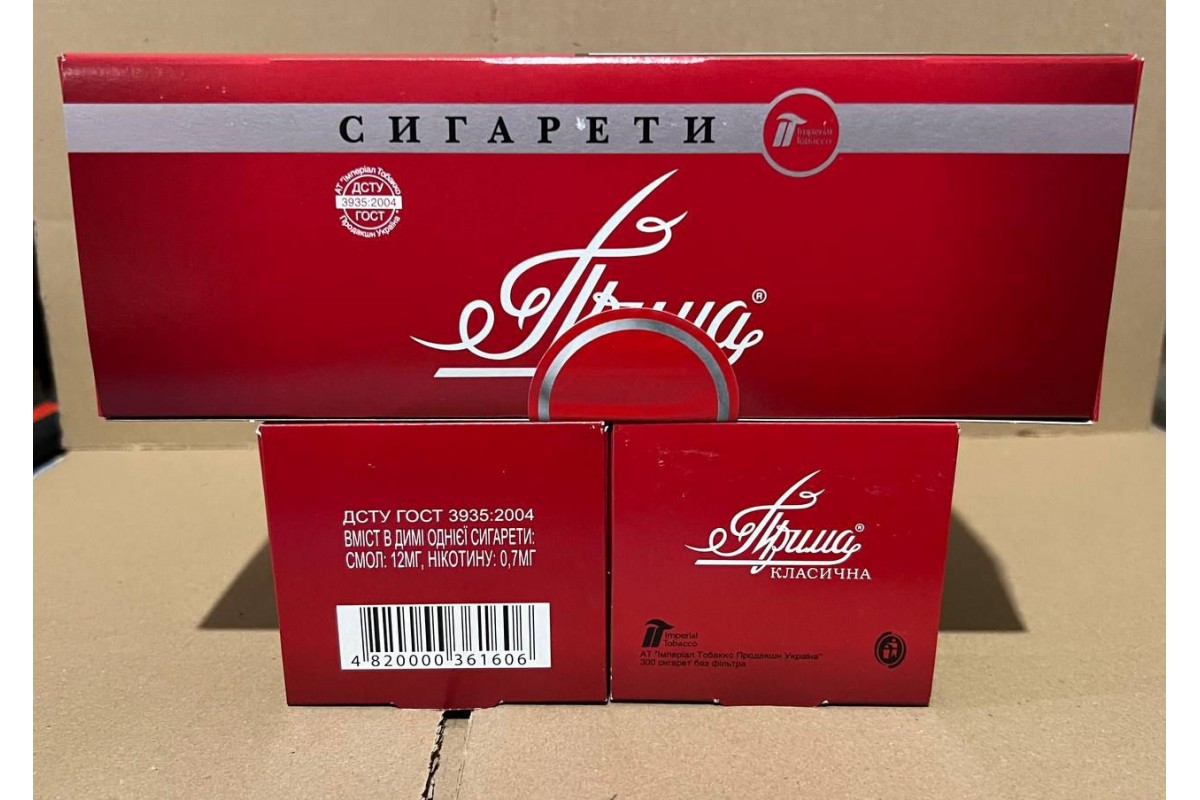 СИГАРЕТИ
Imperial
Tobacco
АТ "Імперіал Тобакко
ДСТУ
3935:2004
ГОСТ
Продакшн Україна"
Прима®
ДСТУ ГОСТ 3935:2004
ВМІСТ В ДИМІ ОДНІЄЇ СИГАРЕТИ:
СМОЛ: 12МГ, НІКОТИНУ: 0,7МГ
4 820000 361606
Прима®
КЛАСИЧНА
Imperial
Tobacco
АТ "Імперіал Тобакко Продакшн Україна"
300 сигарет без фільтра